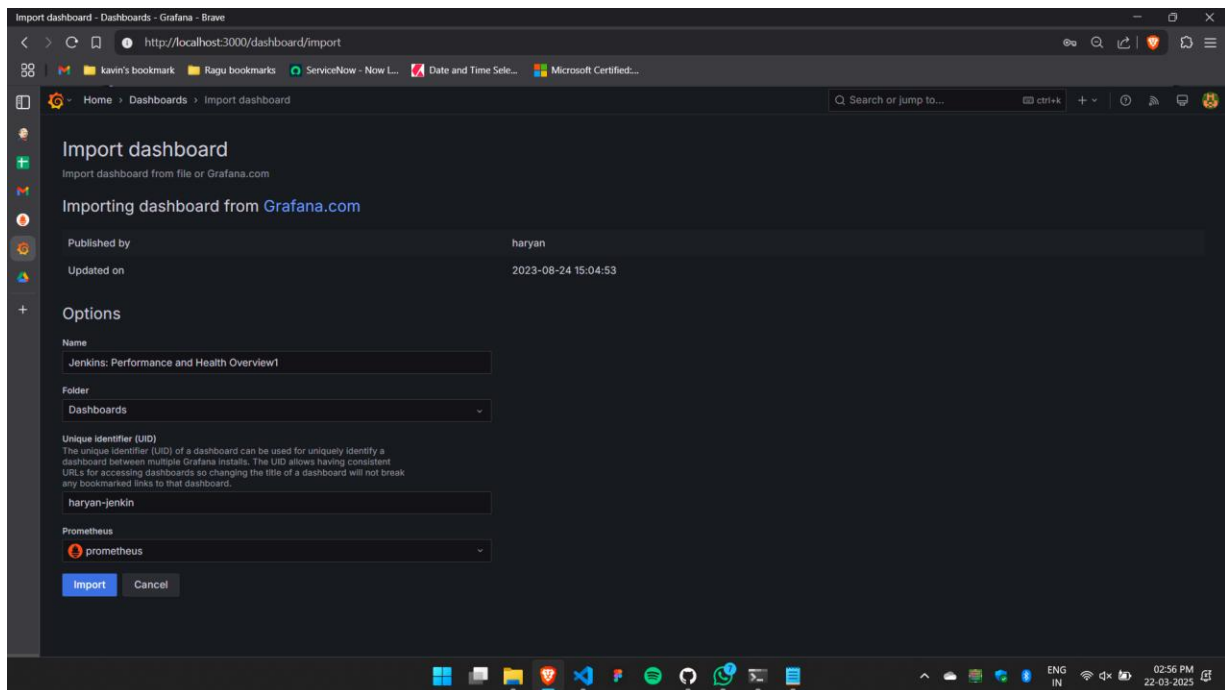 Import dashboard - Dashboards - Grafana - Brave
http://localhost:3000/dashboard/import
kavin's bookmark Ragu bookmarks ServiceNow - Now L... Date and Time Sele... Microsoft Certified:...
Home > Dashboards > Import dashboard Search or jump to... ctrl+k
Import dashboard
Import dashboard from file or Grafana.com
Importing dashboard from Grafana.com
Published by haryan
Updated on 2023-08-24 15:04:53
Options
Name
Jenkins: Performance and Health Overview1
Folder
Dashboards
Unique identifier (UID)
The unique identifier (UID) of a dashboard can be used for uniquely identify a
dashboard between multiple Grafana installs. The UID allows having consistent
URLs for accessing dashboards so changing the title of a dashboard will not break
any bookmarked links to that dashboard.
haryan-jenkin
Prometheus
prometheus
Import Cancel
ENG 02:56 PM
IN 22-03-2025